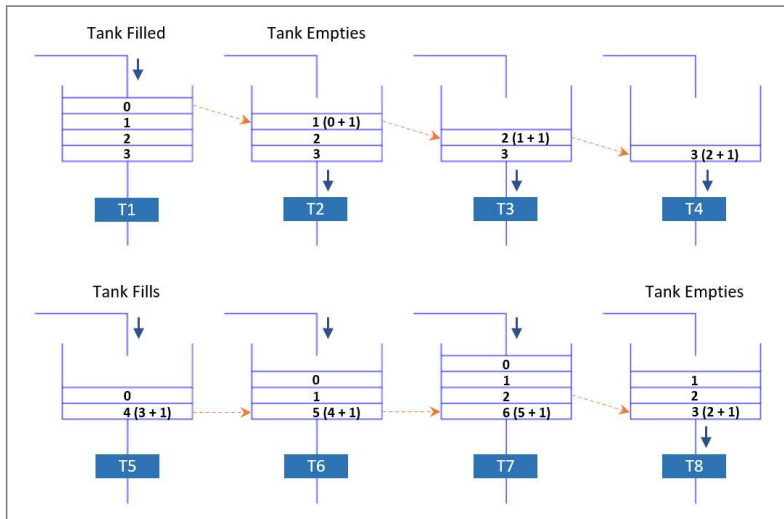 Tank Filled Tank Empties
0
1 1 (0 + 1)
2 2 2 (1 + 1)
3 3 3 3 (2 + 1)
T1 T2 T3 T4
Tank Fills Tank Empties
0
0 1 1
0 1 2 2
4 (3 + 1) 5 (4 + 1) 6 (5 + 1) 3 (2 + 1)
T5 T6 T7 T8